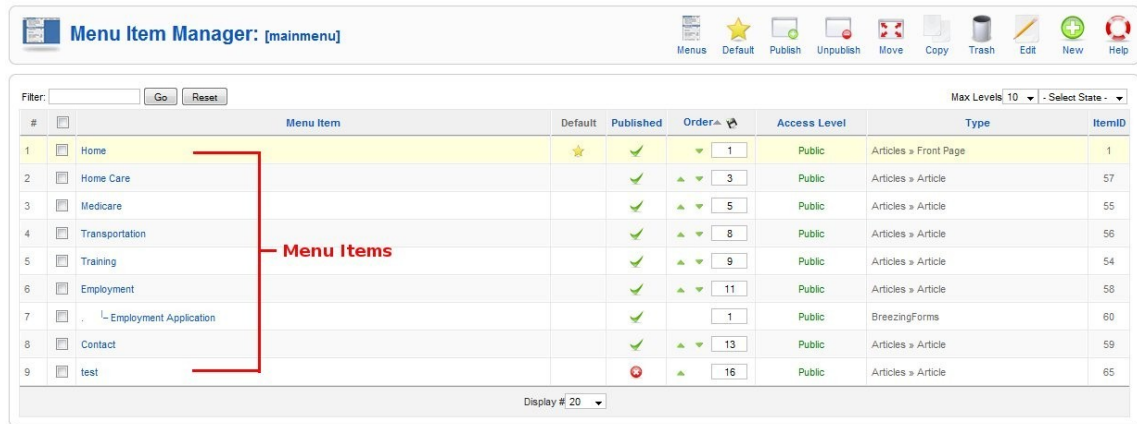 Menu Item Manager: [mainmenu]
Menus Default Publish Unpublish Move Copy Trash Edit New Help
Filter: Go Reset Max Levels 10 - Select State -
# Menu Item Default Published Order Access Level Type ItemID
1 Home 1 Public Articles » Front Page 1
2 Home Care 3 Public Articles » Article 57
3 Medicare 5 Public Articles » Article 55
4 Transportation 8 Public Articles » Article 56
Menu Items
5 Training 9 Public Articles » Article 54
6 Employment 11 Public Articles » Article 58
7 . Employment Application 1 Public BreezingForms 60
8 Contact 13 Public Articles » Article 59
9 test 16 Public Articles » Article 65
Display # 20